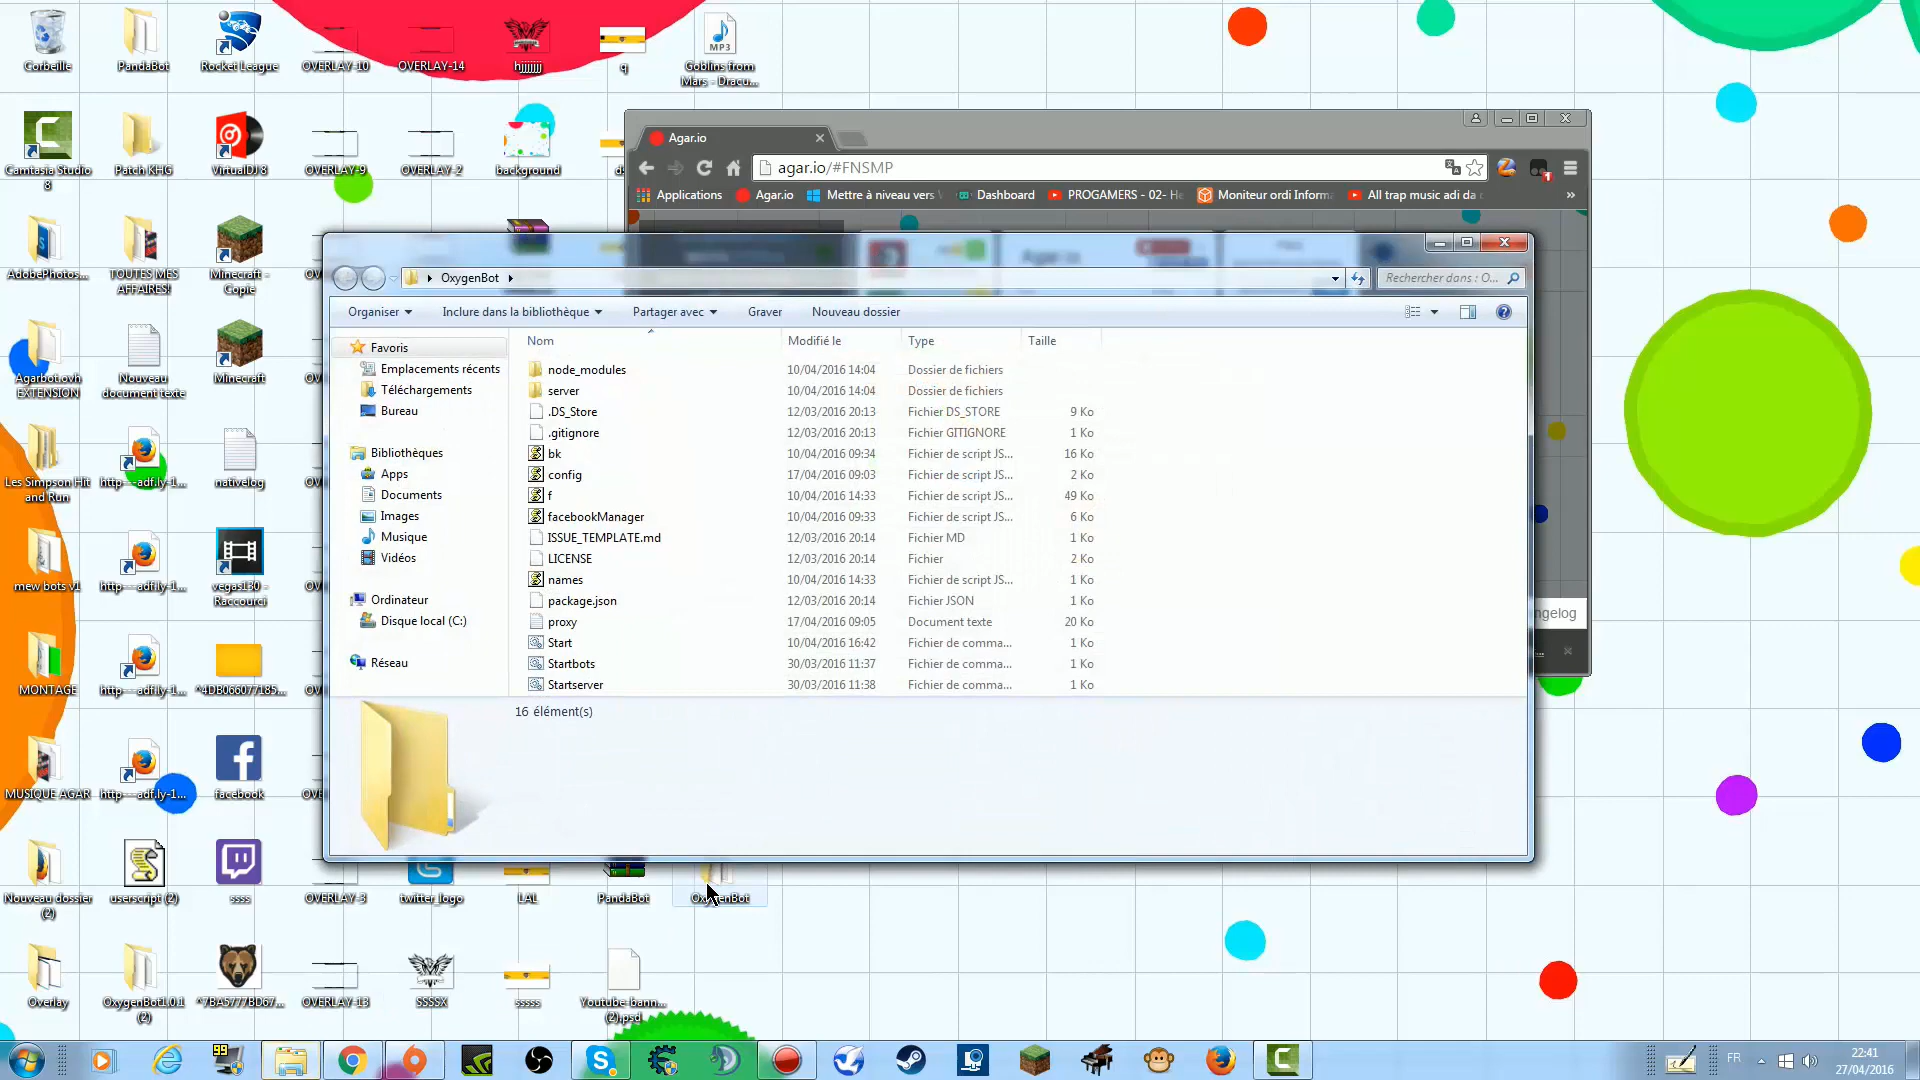 Corbeille
PandaBot
Rocket League
OVERLAY-10
OVERLAY-14
hjjjjjjj
q
MP3
Goblins from Mars - Dracu...
Camtasia Studio 8
Patch KHG
VirtualDJ 8
OVERLAY-9
OVERLAY-2
background
AdobePhotos...
TOUTES MES AFFAIRES!
Minecraft - Copie
Agarbot.ovh EXTENSION
Nouveau document texte
Minecraft
Les Simpson Hit and Run
http---adf.ly-1...
nativelog
mew bots v1
http---adf.ly-1...
vegas130 - Raccourci
MONTAGE
http---adf.ly-1...
^4DB066077185...
MUSIQUE AGAR
http---adf.ly-1...
facebook
Nouveau dossier (2)
userscript (2)
ssss
OVERLAY-3
twitter_logo
LAL
PandaBot
OxygenBot
Overlay
OxygenBot1.0.1 (2)
^7BA5777BD67...
OVERLAY-13
SSSSX
sssss
Youtube-bann... (2).psd
Agar.io
agar.io/#FNSMP
Applications
Agar.io
Mettre à niveau vers
Dashboard
PROGAMERS - 02- He
Moniteur ordi Informa
All trap music adi da
»
OxygenBot
Rechercher dans : O...
Organiser
Inclure dans la bibliothèque
Partager avec
Graver
Nouveau dossier
Nom Modifié le Type Taille
Favoris
Emplacements récents
Téléchargements
Bureau
Bibliothèques
Apps
Documents
Images
Musique
Vidéos
Ordinateur
Disque local (C:)
Réseau
node_modules 10/04/2016 14:04 Dossier de fichiers
server 10/04/2016 14:04 Dossier de fichiers
.DS_Store 12/03/2016 20:13 Fichier DS_STORE 9 Ko
.gitignore 12/03/2016 20:13 Fichier GITIGNORE 1 Ko
bk 10/04/2016 09:34 Fichier de script JS... 16 Ko
config 17/04/2016 09:03 Fichier de script JS... 2 Ko
f 10/04/2016 14:33 Fichier de script JS... 49 Ko
facebookManager 10/04/2016 09:33 Fichier de script JS... 6 Ko
ISSUE_TEMPLATE.md 12/03/2016 20:14 Fichier MD 1 Ko
LICENSE 12/03/2016 20:14 Fichier 2 Ko
names 10/04/2016 14:33 Fichier de script JS... 1 Ko
package.json 12/03/2016 20:14 Fichier JSON 1 Ko
proxy 17/04/2016 09:05 Document texte 20 Ko
Start 10/04/2016 16:42 Fichier de comma... 1 Ko
Startbots 30/03/2016 11:37 Fichier de comma... 1 Ko
Startserver 30/03/2016 11:38 Fichier de comma... 1 Ko
16 élément(s)
ngelog
99
FR
22:41
27/04/2016